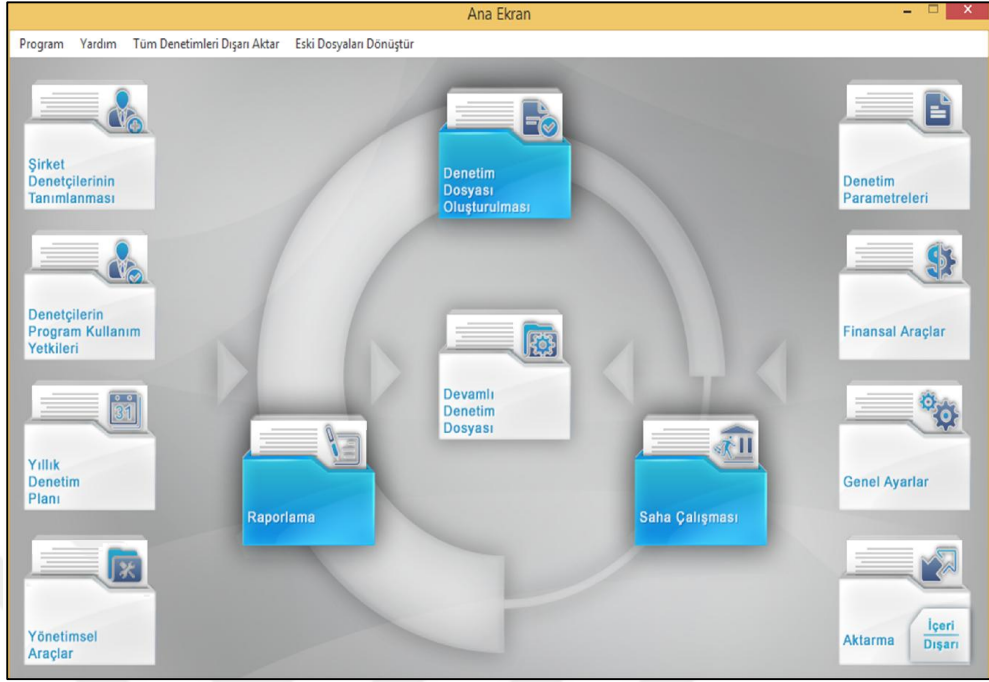 Ana Ekran
Program Yardım Tüm Denetimleri Dışarı Aktar Eski Dosyaları Dönüştür
Şirket
Denetçilerinin
Tanımlanması
Denetim
Dosyası
Oluşturulması
Denetim
Parametreleri
Denetçilerin
Program Kullanım
Yetkileri
Devamlı
Denetim
Dosyası
Finansal Araçlar
31
Yıllık
Denetim
Planı
Raporlama
Saha Çalışması
Genel Ayarlar
Yönetimsel
Araçlar
Aktarma
İçeri
Dışarı